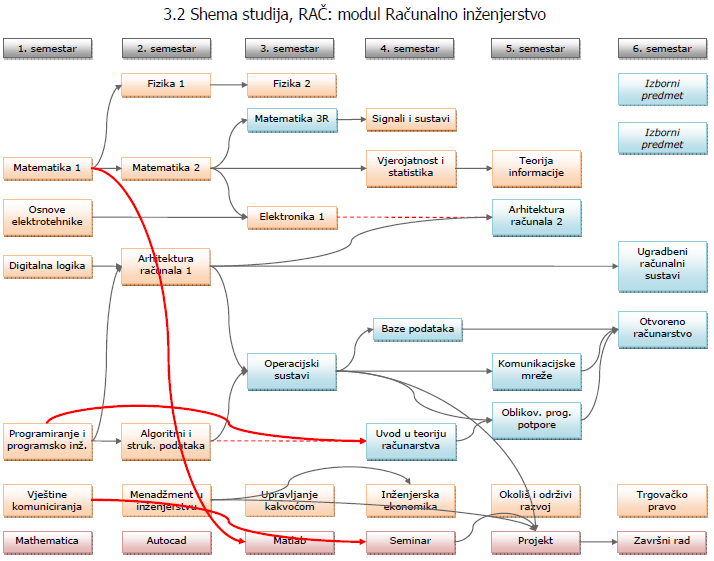 3.2 Shema studija, RAČ: modul Računalno inženjerstvo
1. semestar
2. semestar
3. semestar
4. semestar
5. semestar
6. semestar
Fizika 1
Fizika 2
Izborni
predmet
Matematika 3R
Signali i sustavi
Izborni
predmet
Matematika 1
Matematika 2
Vjerojatnost i
statistika
Teorija
informacije
Osnove
elektrotehnike
Elektronika 1
Arhitektura
računala 2
Digitalna logika
Arhitektura
računala 1
Ugradbeni
računalni
sustavi
Baze podataka
Otvoreno
računarstvo
Operacijski
sustavi
Komunikacijske
mreže
Oblikov. prog.
potpore
Programiranje i
programsko inž.
Algoritmi i
struk. podataka
Uvod u teoriju
računarstva
Vještine
komuniciranja
Menadžment u
inženjerstvu
Upravljanje
kakvoćom
Inženjerska
ekonomika
Okoliš i održivi
razvoj
Trgovačko
pravo
Mathematica
Autocad
Matlab
Seminar
Projekt
Završni rad